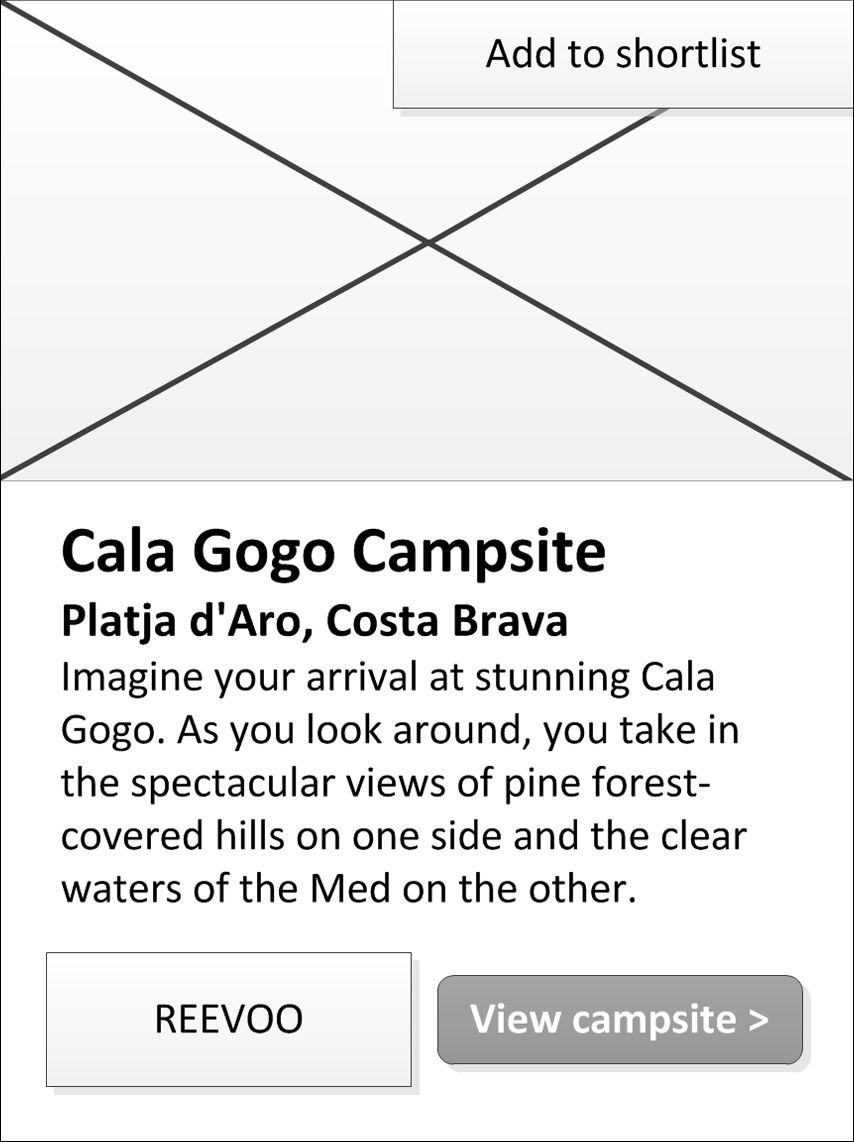 Add to shortlist
Cala Gogo Campsite
Platja d'Aro, Costa Brava
Imagine your arrival at stunning Cala
Gogo. As you look around, you take in
the spectacular views of pine forest-
covered hills on one side and the clear
waters of the Med on the other.
REEVOO
View campsite >